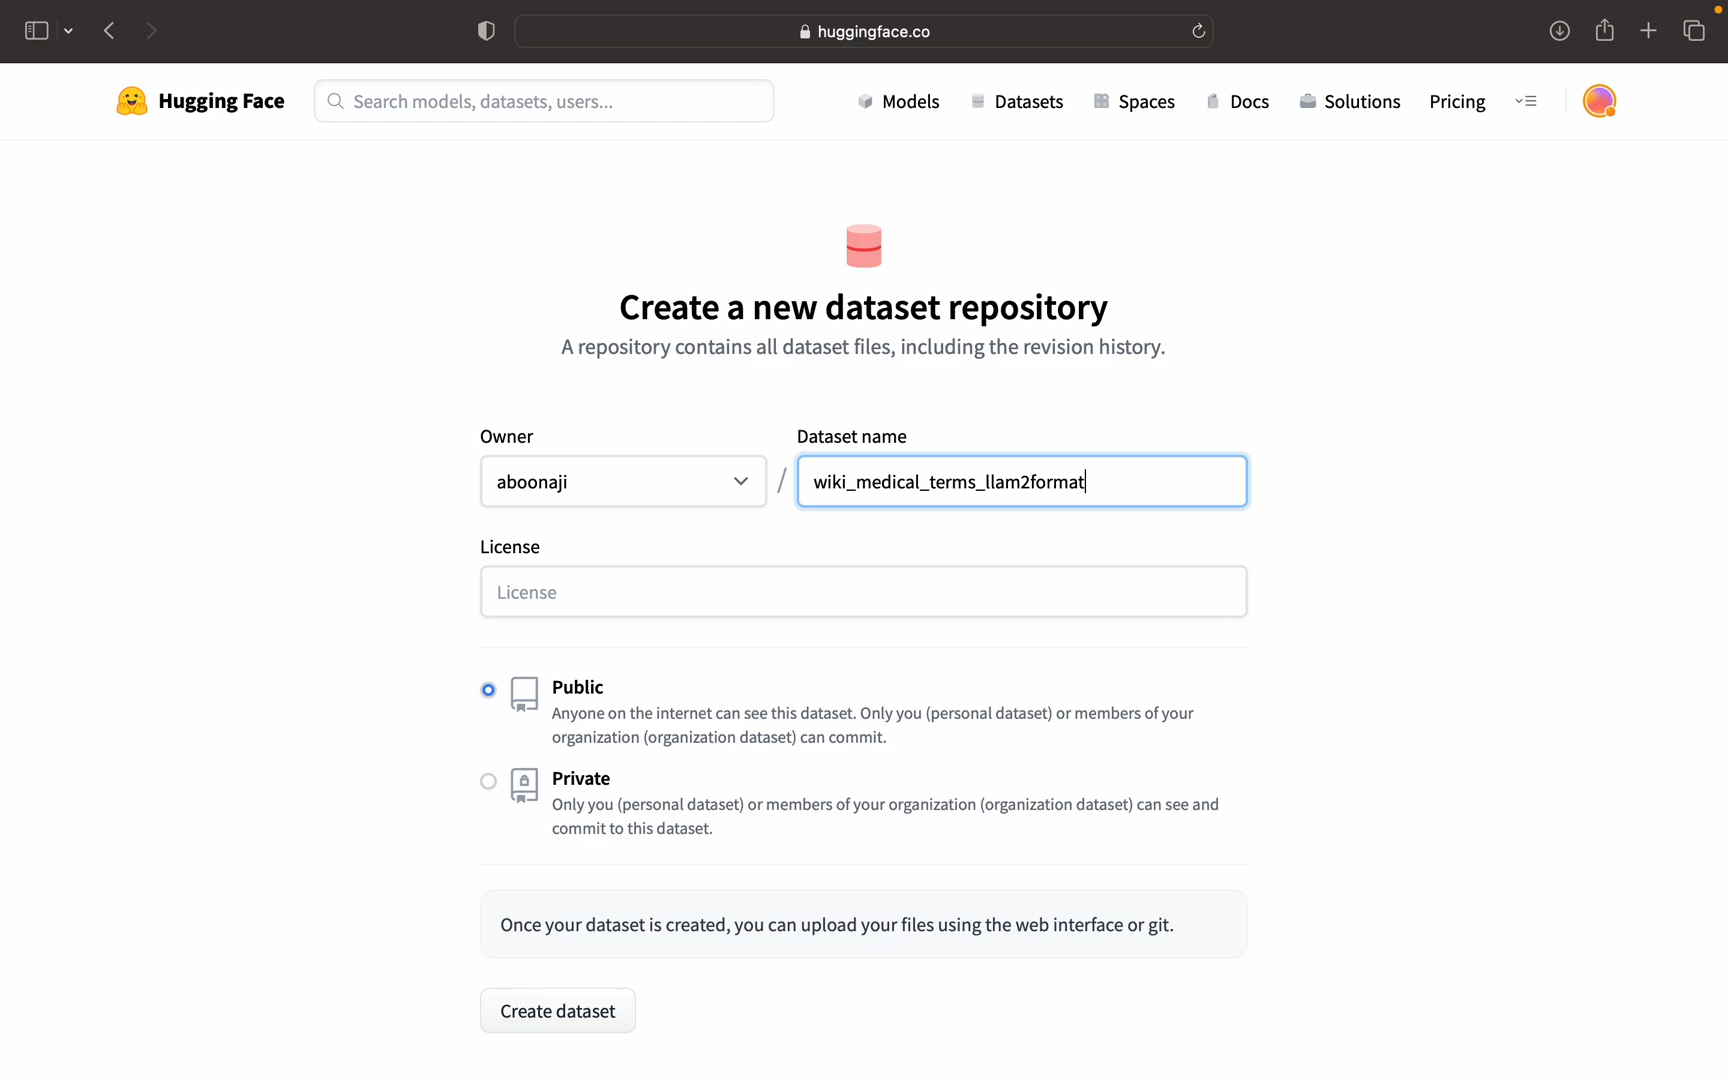 huggingface.co
Hugging Face
Search models, datasets, users...
Models
Datasets
Spaces
Docs
Solutions
Pricing
Create a new dataset repository
A repository contains all dataset files, including the revision history.
Owner
Dataset name
aboonaji
/
wiki_medical_terms_llam2format
License
License
Public
Anyone on the internet can see this dataset. Only you (personal dataset) or members of your
organization (organization dataset) can commit.
Private
Only you (personal dataset) or members of your organization (organization dataset) can see and
commit to this dataset.
Once your dataset is created, you can upload your files using the web interface or git.
Create dataset